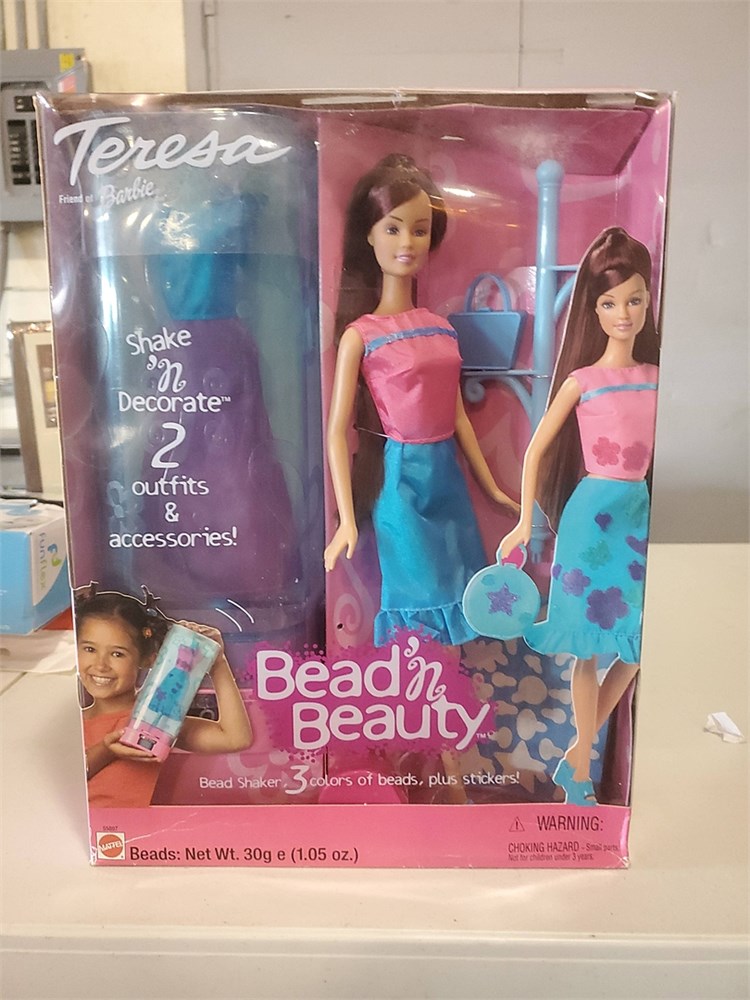 Teresa
Friend of Barbie
Shake
'n
Decorate™
2
outfits
&
accessories!
Bead 'n
Beauty™
Bead Shaker, 3 colors of beads, plus stickers!
MATTEL
Beads: Net Wt. 30g e (1.05 oz.)
WARNING:
CHOKING HAZARD - Small parts
Not for children under 3 years.